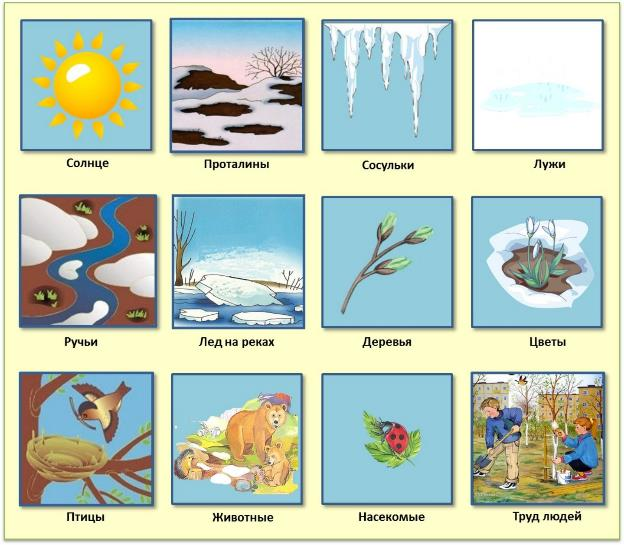 Солнце
Проталины
Сосульки
Лужи
Ручьи
Лед на реках
Деревья
Цветы
Птицы
Животные
Насекомые
Труд людей